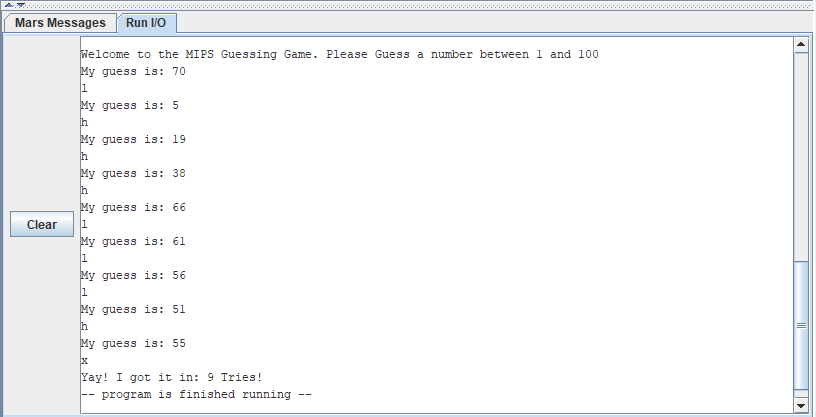 Mars Messages Run I/O
Welcome to the MIPS Guessing Game. Please Guess a number between 1 and 100
My guess is: 70
l
My guess is: 5
h
My guess is: 19
h
My guess is: 38
h
My guess is: 66
l
Clear
My guess is: 61
l
My guess is: 56
l
My guess is: 51
h
My guess is: 55
x
Yay! I got it in: 9 Tries!
-- program is finished running --